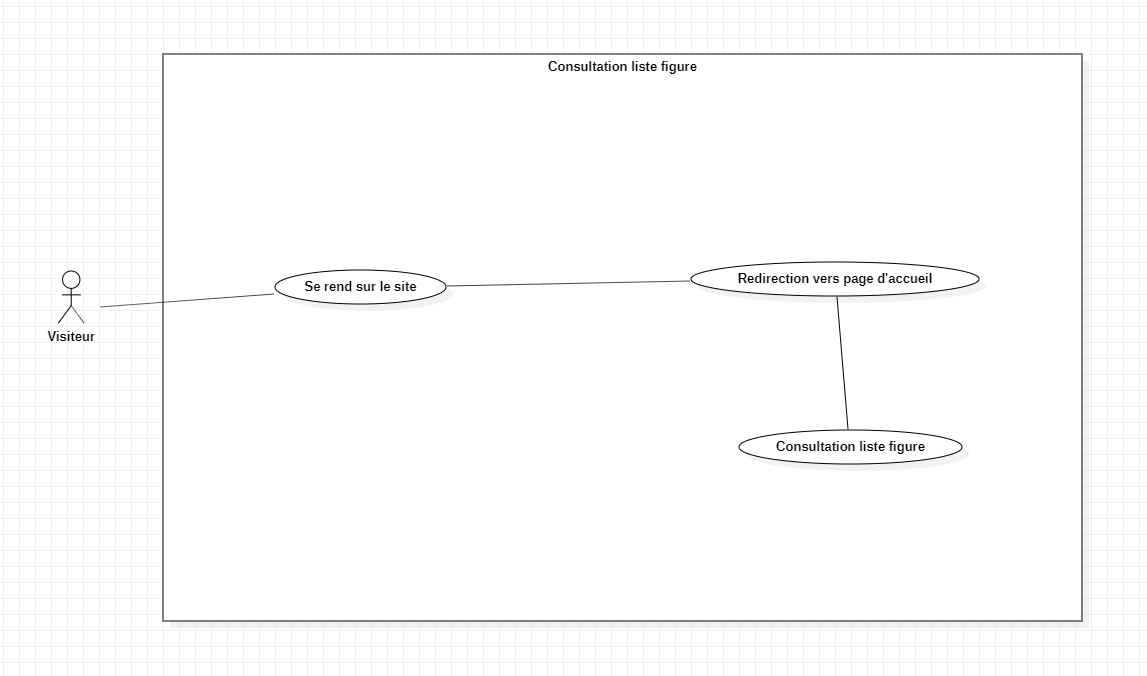 Consultation liste figure
Se rend sur le site
Redirection vers page d'accueil
Visiteur
Consultation liste figure